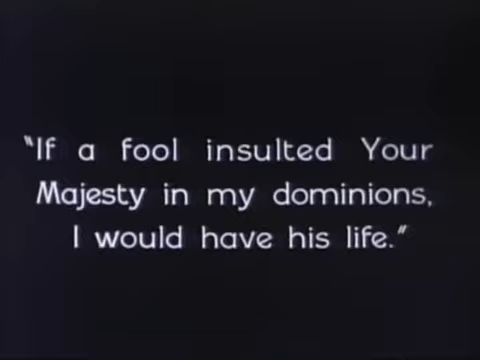 "If a fool insulted Your
Majesty in my dominions,
I would have his life."